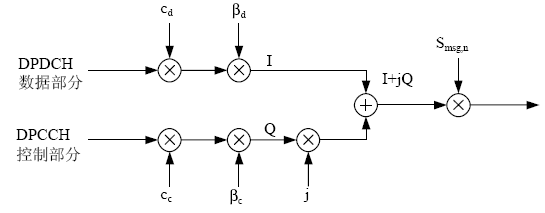 c_d
β_d
DPDCH
数据部分
I
I+jQ
S_msg,n
DPCCH
控制部分
Q
c_c
β_c
j